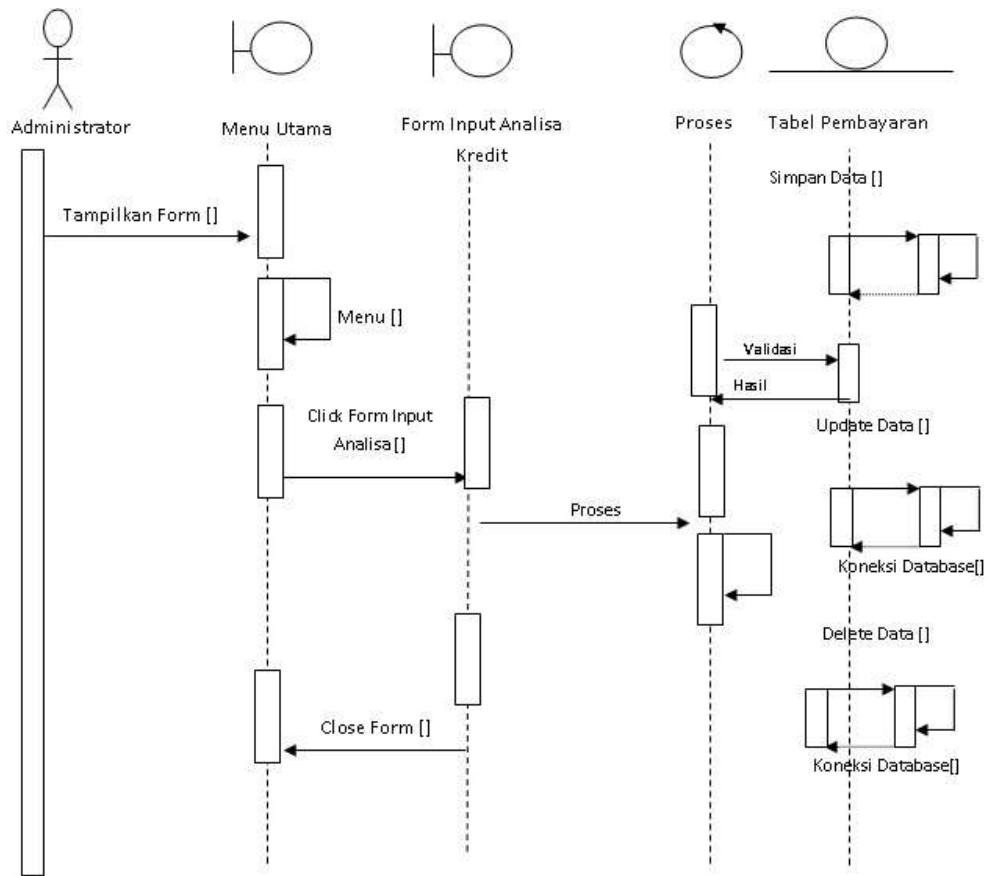 Administrator
Menu Utama
Form Input Analisa
Kredit
Proses
Tabel Pembayaran
Simpan Data []
Tampilkan Form []
Menu []
Validasi
Hasil
Click Form Input
Analisa []
Update Data []
Proses
Koneksi Database[]
Delete Data []
Close Form []
Koneksi Database[]